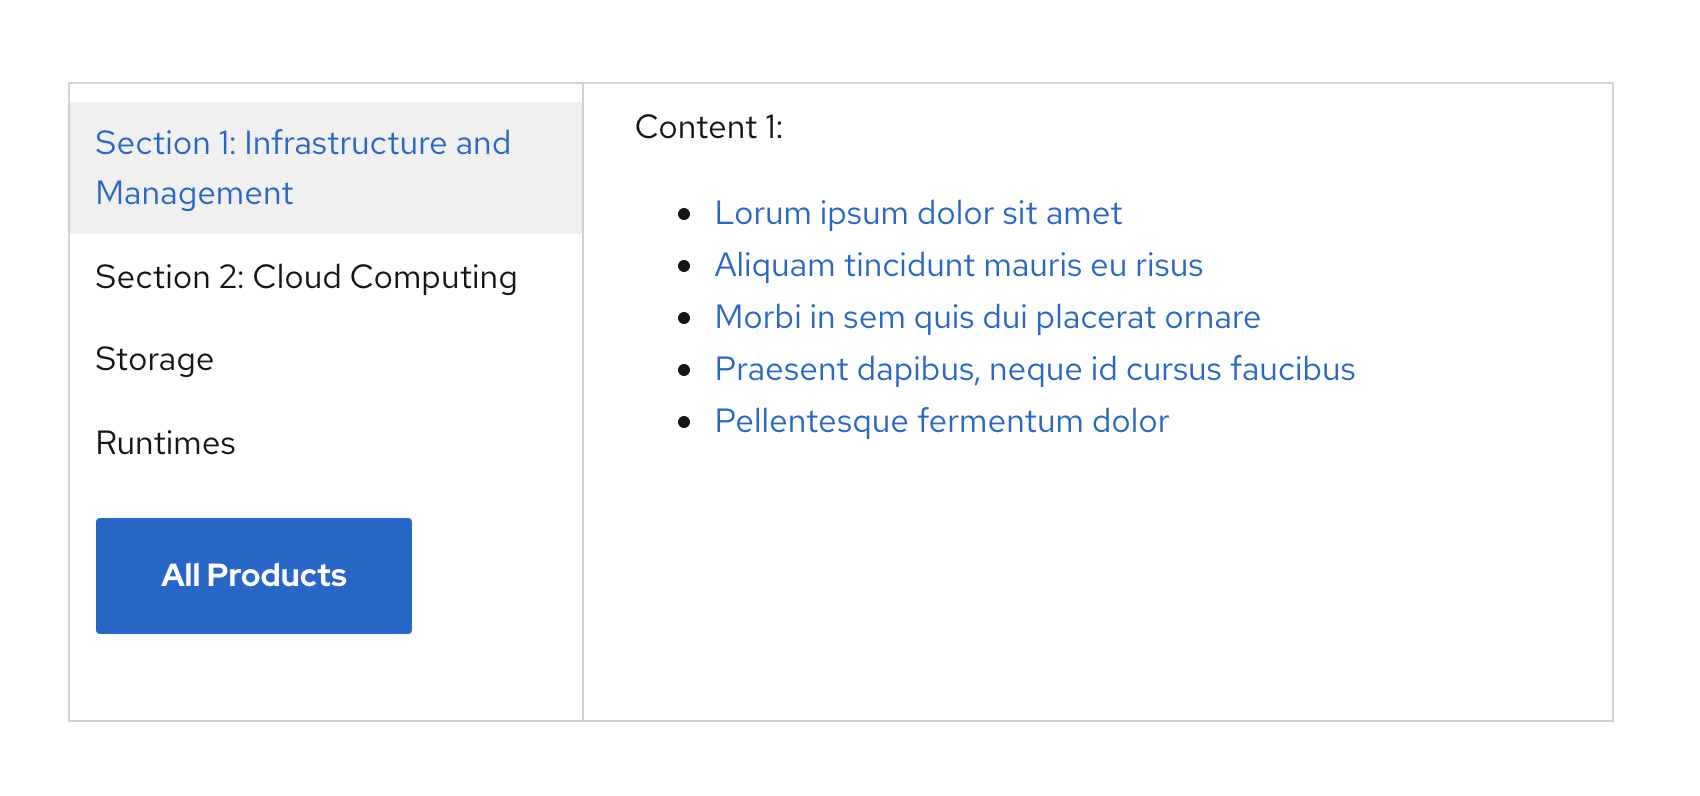 Section 1: Infrastructure and
Management
Section 2: Cloud Computing
Storage
Runtimes
All Products
Content 1:
Lorum ipsum dolor sit amet
Aliquam tincidunt mauris eu risus
Morbi in sem quis dui placerat ornare
Praesent dapibus, neque id cursus faucibus
Pellentesque fermentum dolor